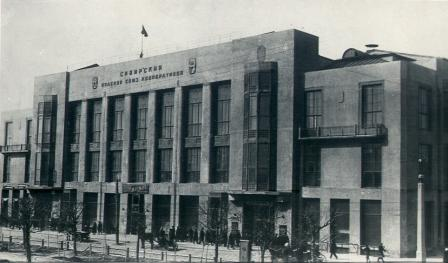 СИБИРСКИЙ
КРАЕВОЙ СОЮЗ КООПЕРАТИВОВ